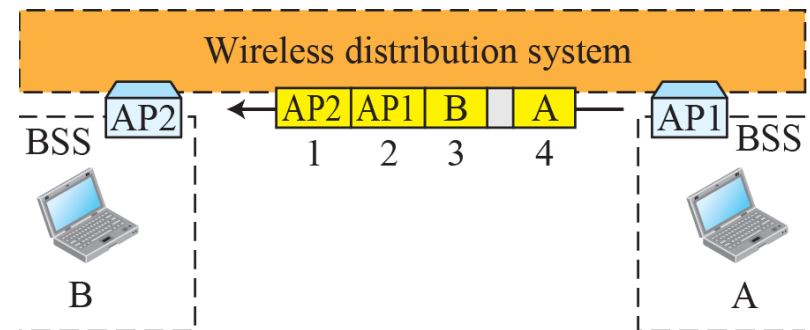 Wireless distribution system
AP2 AP2 AP1 B A AP1
BSS 1 2 3 4 BSS
B A